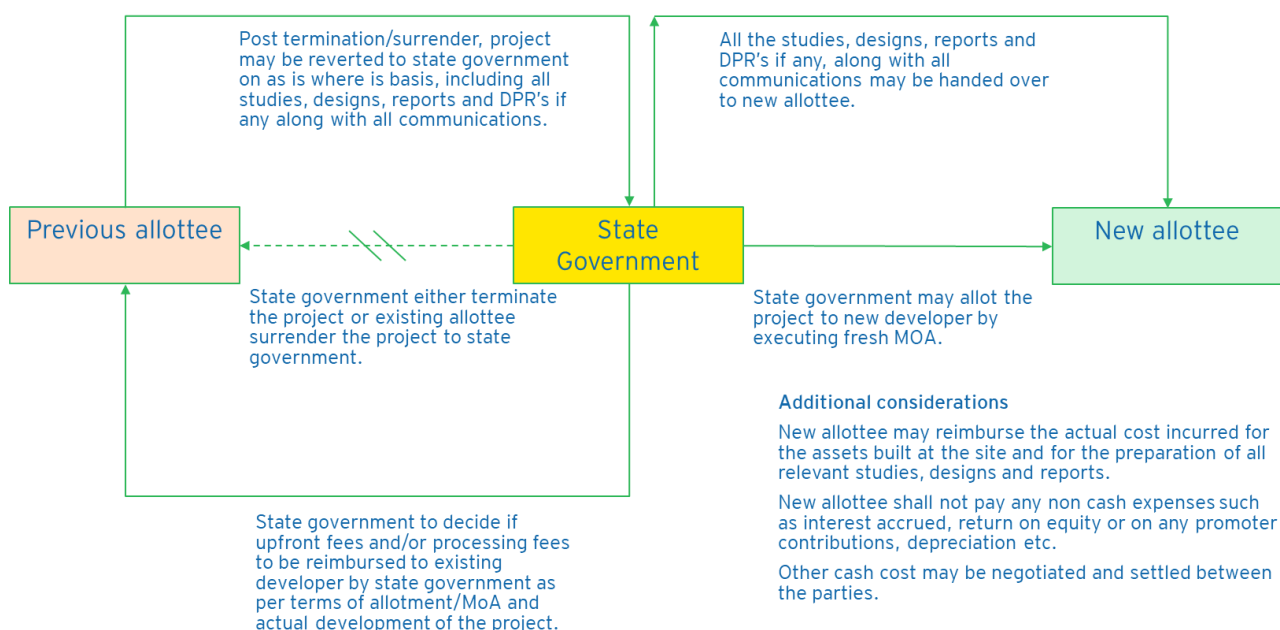 Post termination/surrender, project
may be reverted to state government
on as is where is basis, including all
studies, designs, reports and DPR's if
any along with all communications.
All the studies, designs, reports and
DPR's if any, along with all
communications may be handed over
to new allottee.
Previous allottee
State
Government
New allottee
State government either terminate
the project or existing allottee
surrender the project to state
government.
State government may allot the
project to new developer by
executing fresh MOA.
Additional considerations
New allottee may reimburse the actual cost incurred for
the assets built at the site and for the preparation of all
relevant studies, designs and reports.
New allottee shall not pay any non cash expenses such
as interest accrued, return on equity or on any promoter
contributions, depreciation etc.
Other cash cost may be negotiated and settled between
the parties.
State government to decide if
upfront fees and/or processing fees
to be reimbursed to existing
developer by state government as
per terms of allotment/MoA and
actual development of the project.